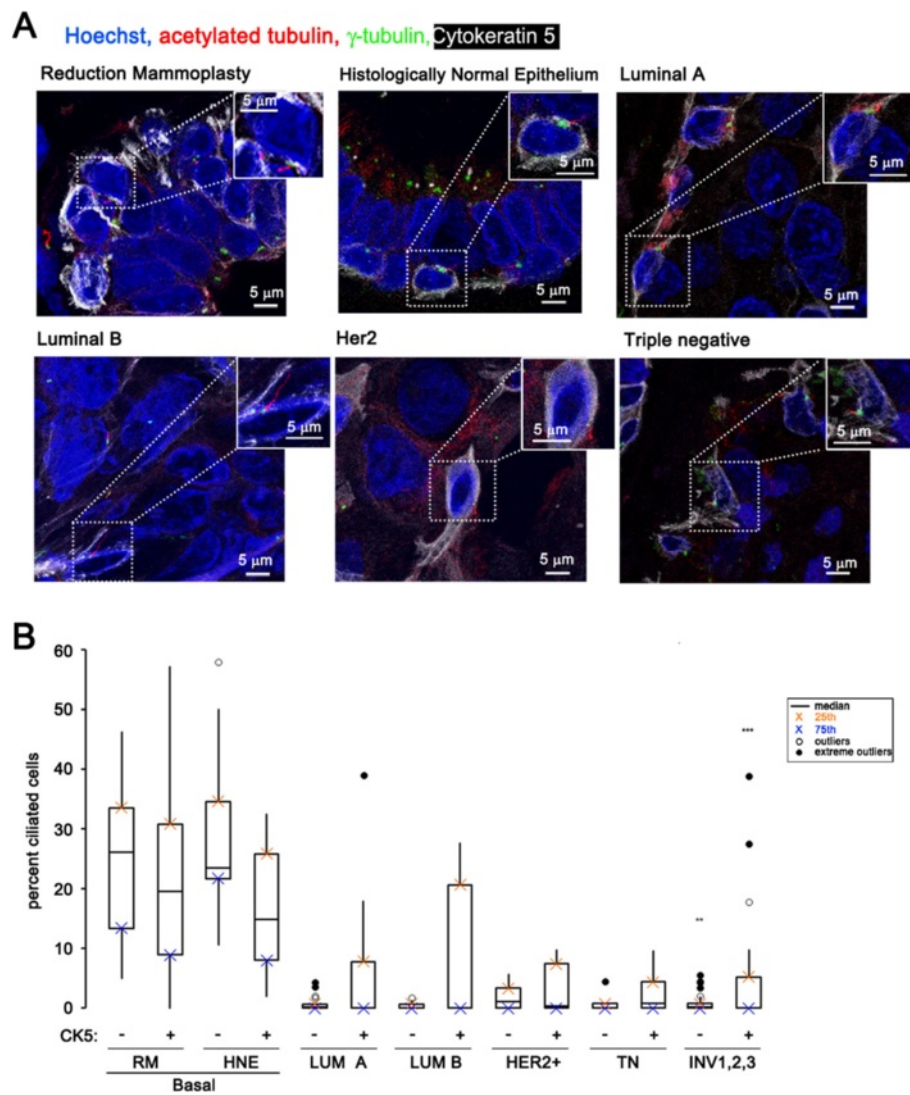 A
Hoechst, acetylated tubulin, γ-tubulin, Cytokeratin 5
Reduction Mammoplasty
Histologically Normal Epithelium
Luminal A
5 μm
5 μm
5 μm
5 μm
5 μm
5 μm
Luminal B
Her2
Triple negative
5 μm
5 μm
5 μm
5 μm
5 μm
5 μm
B
percent ciliated cells
60
50
40
30
20
10
0
median
25th
75th
outliers
extreme outliers
**
***
CK5: - + - + - + - + - + - + - +
RM HNE LUM A LUM B HER2+ TN INV1,2,3
Basal